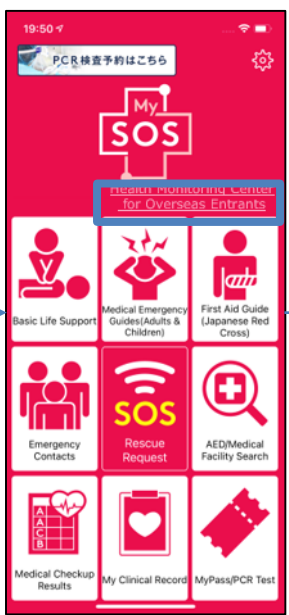 19:50
PCR検査予約はこちら
My
SOS
Health Monitoring Center
for Overseas Entrants
Basic Life Support
Medical Emergency
Guides(Adults &
Children)
First Aid Guide
(Japanese Red
Cross)
Emergency
Contacts
SOS
Rescue
Request
AED/Medical
Facility Search
A
A
C
B
Medical Checkup
Results
My Clinical Record
MyPass/PCR Test